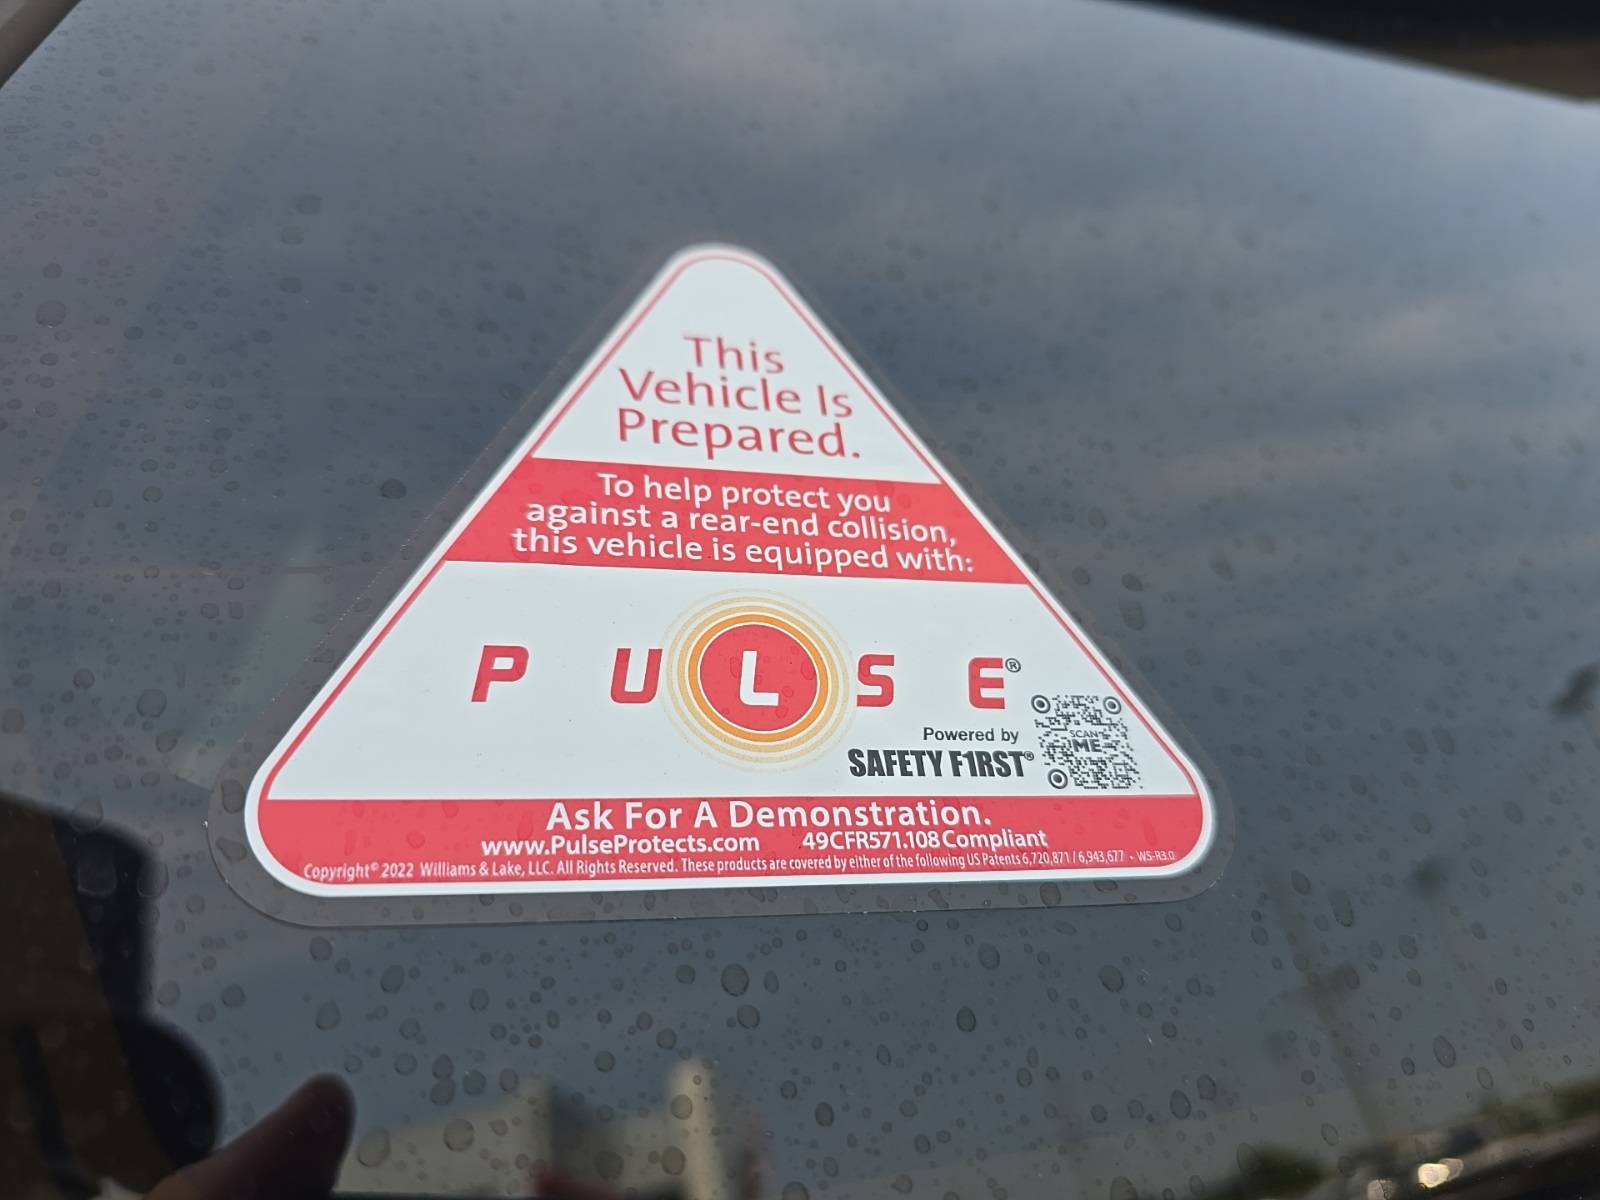 This
Vehicle Is
Prepared.
To help protect you
against a rear-end collision,
this vehicle is equipped with:
PULSE®
Powered by
SAFETY F1RST®
SCAN
ME
Ask For A Demonstration.
www.PulseProtects.com 49CFR571.108 Compliant
Copyright© 2022 Williams & Lake, LLC. All Rights Reserved. These products are covered by either of the following US Patents 6,720,871 / 6,943,677 - WS-R3.0